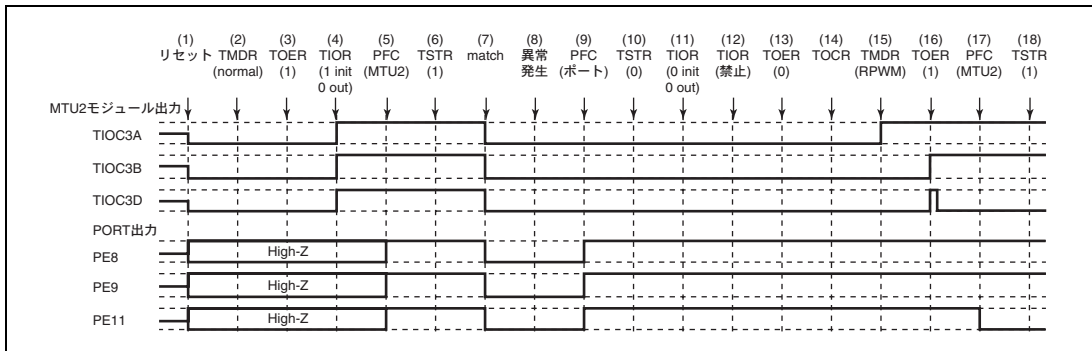 (1) (2) (3) (4) (5) (6) (7) (8) (9) (10) (11) (12) (13) (14) (15) (16) (17) (18)
リセット TMDR TOER TIOR PFC TSTR match 異常 PFC TSTR TIOR TIOR TOER TOCR TMDR TOER PFC TSTR
(normal) (1) (1 init (MTU2) (1) 発生 (ポート) (0) (0 init (禁止) (0) (RPWM) (1) (MTU2) (1)
0 out) 0 out)
MTU2モジュール出力
TIOC3A
TIOC3B
TIOC3D
PORT出力
PE8 High-Z
PE9 High-Z
PE11 High-Z